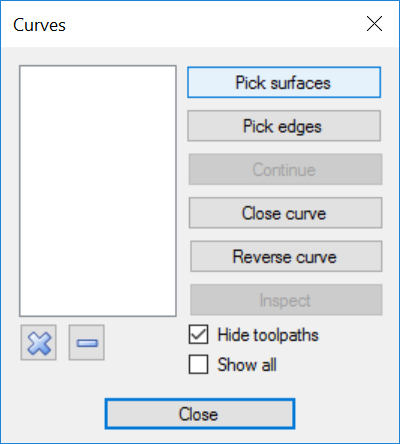 Curves
Pick surfaces
Pick edges
Continue
Close curve
Reverse curve
Inspect
Hide toolpaths
Show all
Close